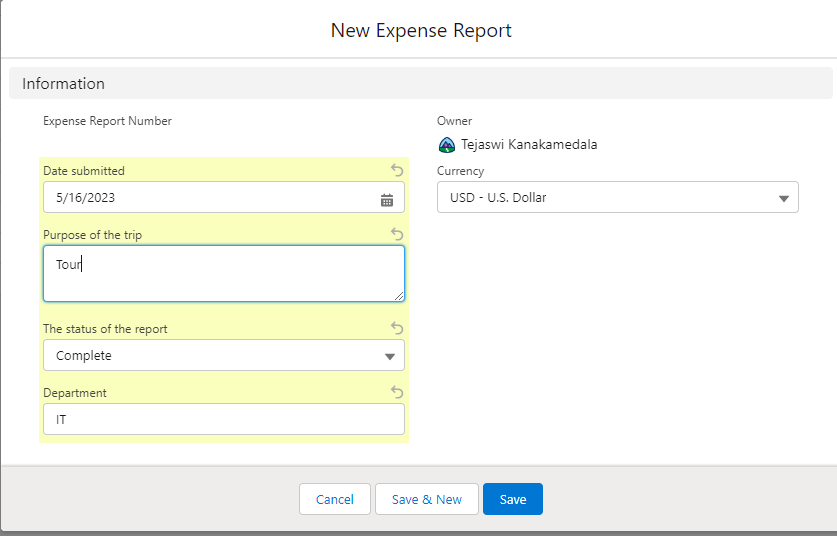 New Expense Report
Information
Expense Report Number
Owner
Tejaswi Kanakamedala
Date submitted
5/16/2023
Currency
USD - U.S. Dollar
Purpose of the trip
Tour
The status of the report
Complete
Department
IT
Cancel
Save & New
Save